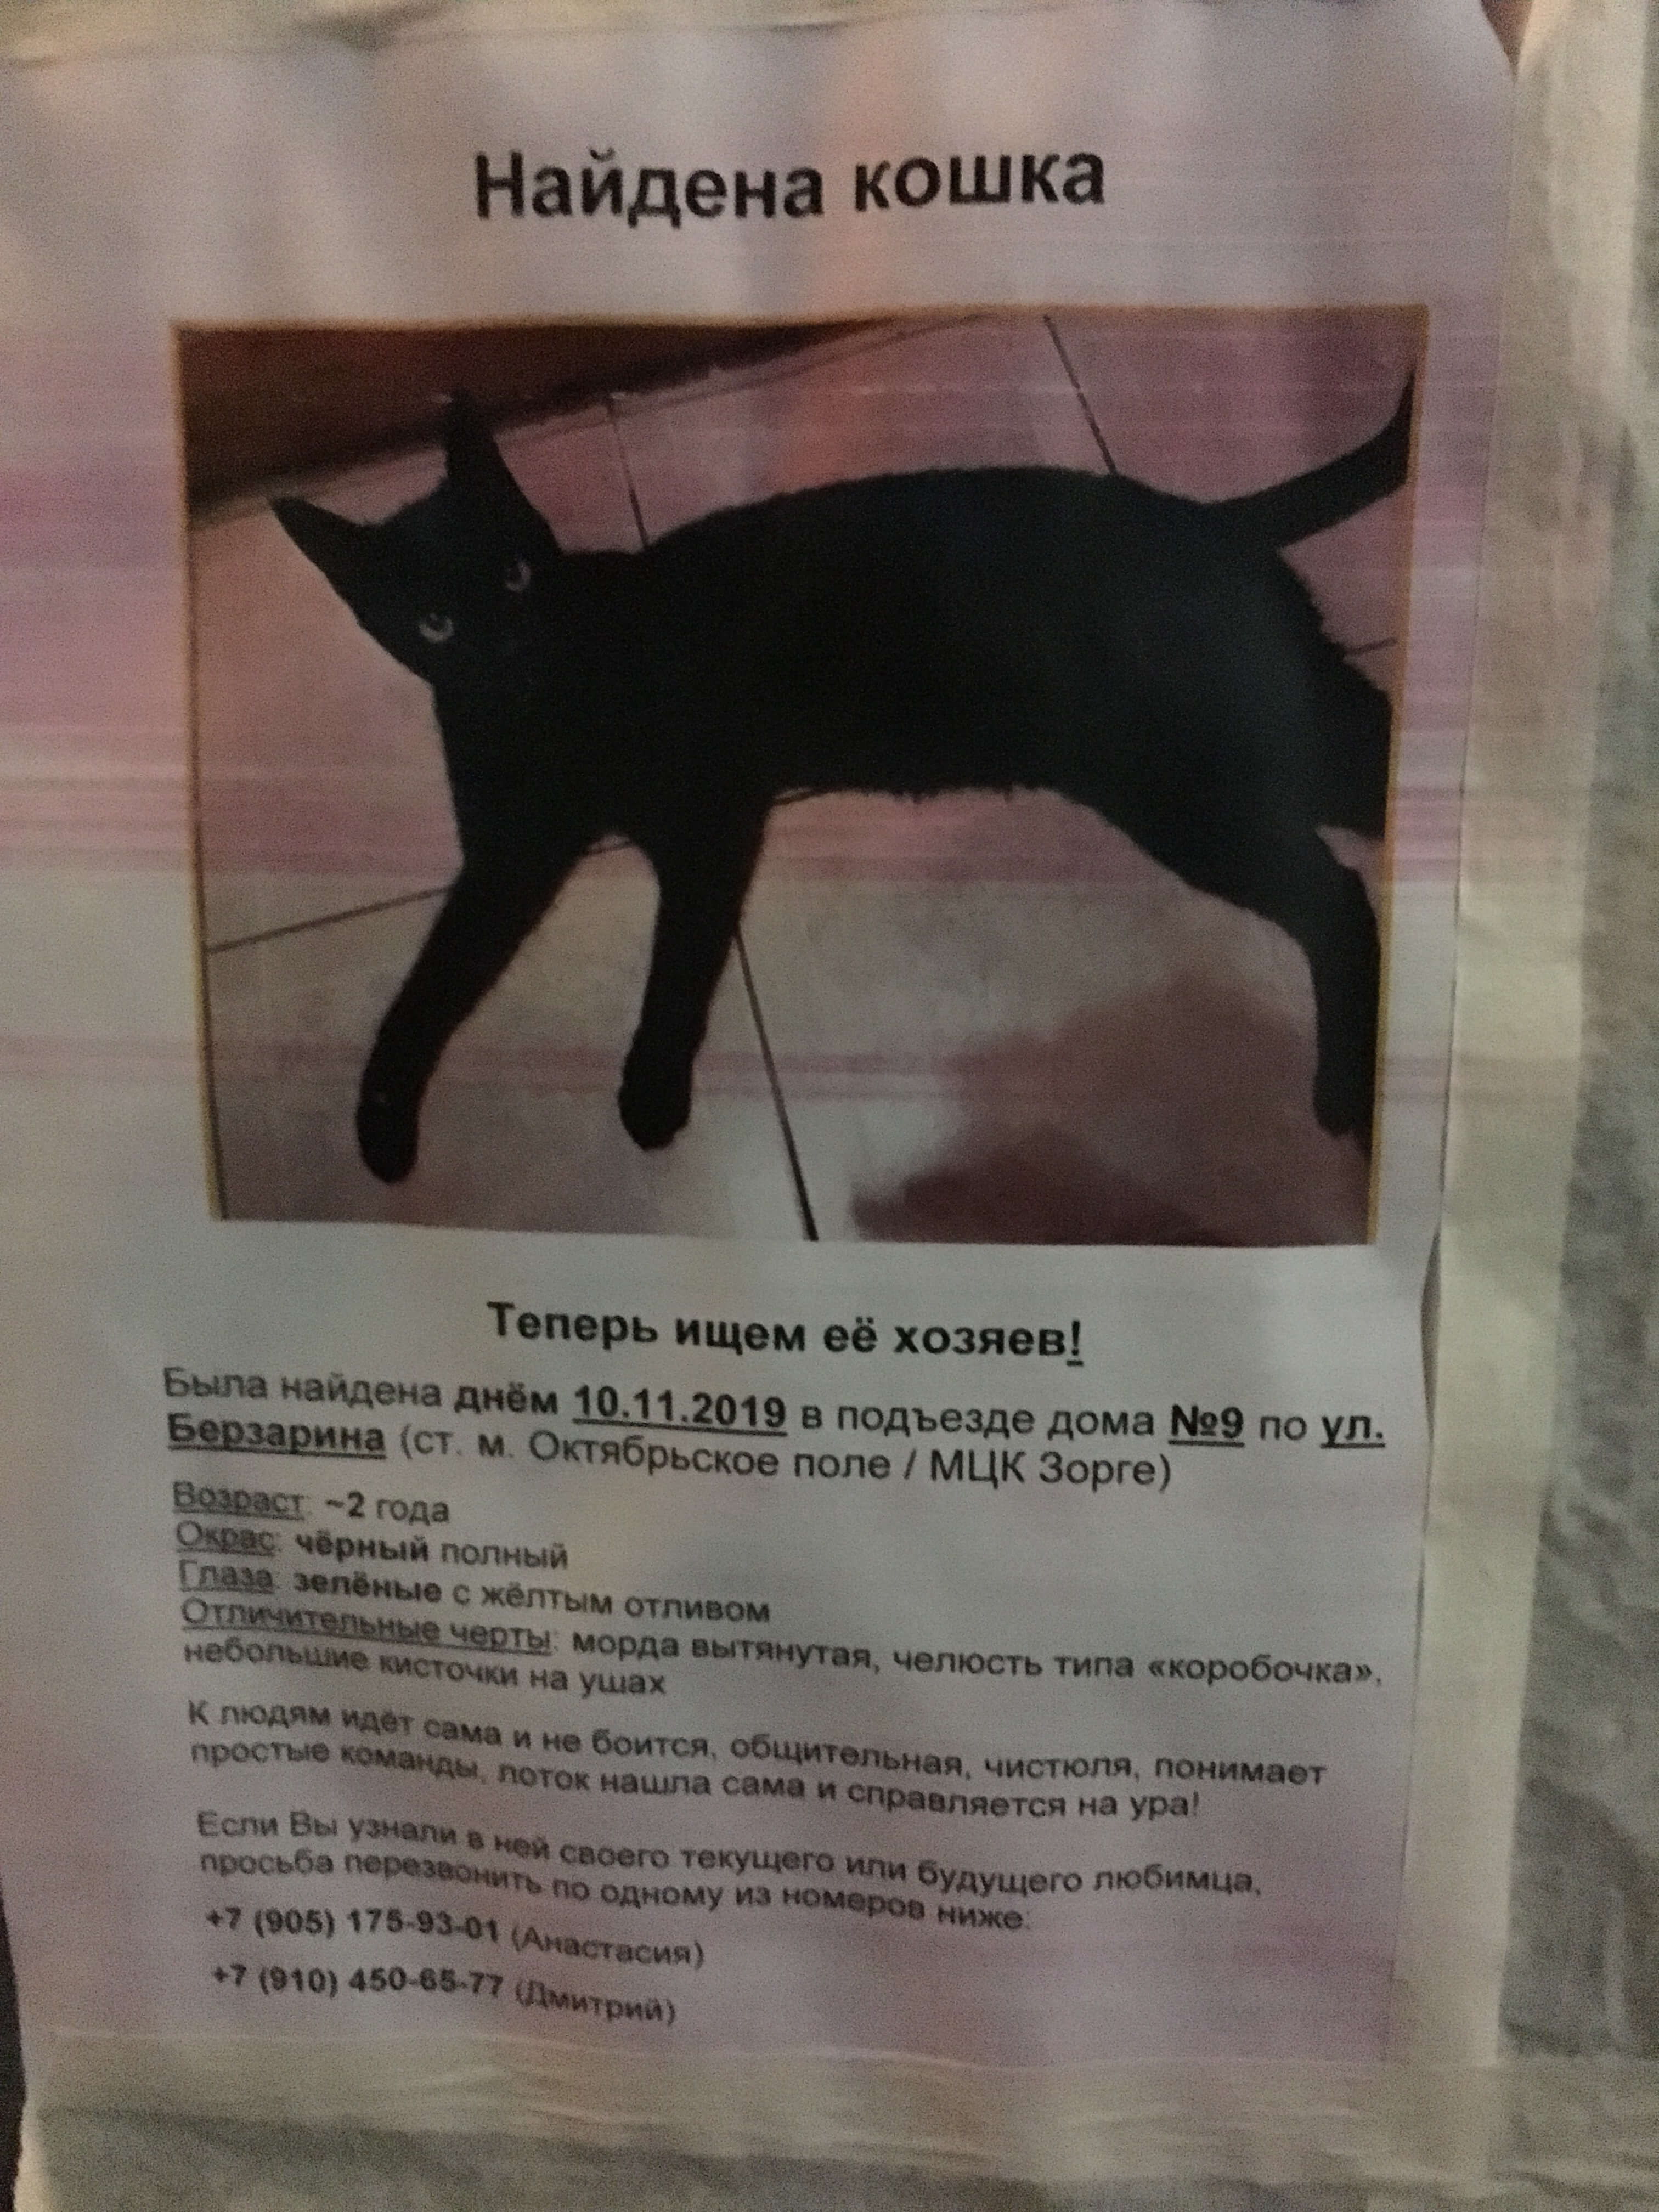 Найдена кошка
Теперь ищем её хозяев!
Была найдена днём 10.11.2019 в подъезде дома №9 по ул.
Берзарина (ст. м. Октябрьское поле / МЦК Зорге)
Возраст: ~2 года
Окрас: чёрный полный
Глаза: зелёные с жёлтым отливом
Отличительные черты: морда вытянутая, челюсть типа «коробочка»,
небольшие кисточки на ушах
К людям идёт сама и не боится, общительная, чистюля, понимает
простые команды, лоток нашла сама и справляется на ура!
Если Вы узнали в ней своего текущего или будущего любимца,
просьба перезвонить по одному из номеров ниже:
+7 (905) 175-93-01 (Анастасия)
+7 (910) 450-65-77 (Дмитрий)